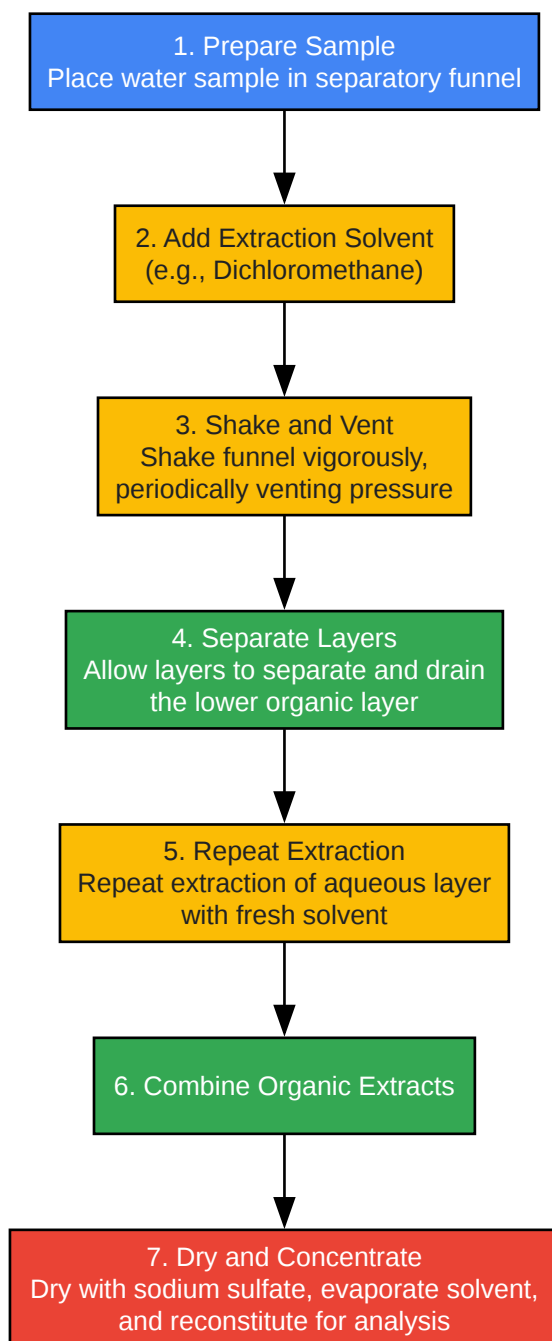 1. Prepare Sample
Place water sample in separatory funnel
2. Add Extraction Solvent
(e.g., Dichloromethane)
3. Shake and Vent
Shake funnel vigorously,
periodically venting pressure
4. Separate Layers
Allow layers to separate and drain
the lower organic layer
5. Repeat Extraction
Repeat extraction of aqueous layer
with fresh solvent
6. Combine Organic Extracts
7. Dry and Concentrate
Dry with sodium sulfate, evaporate solvent,
and reconstitute for analysis